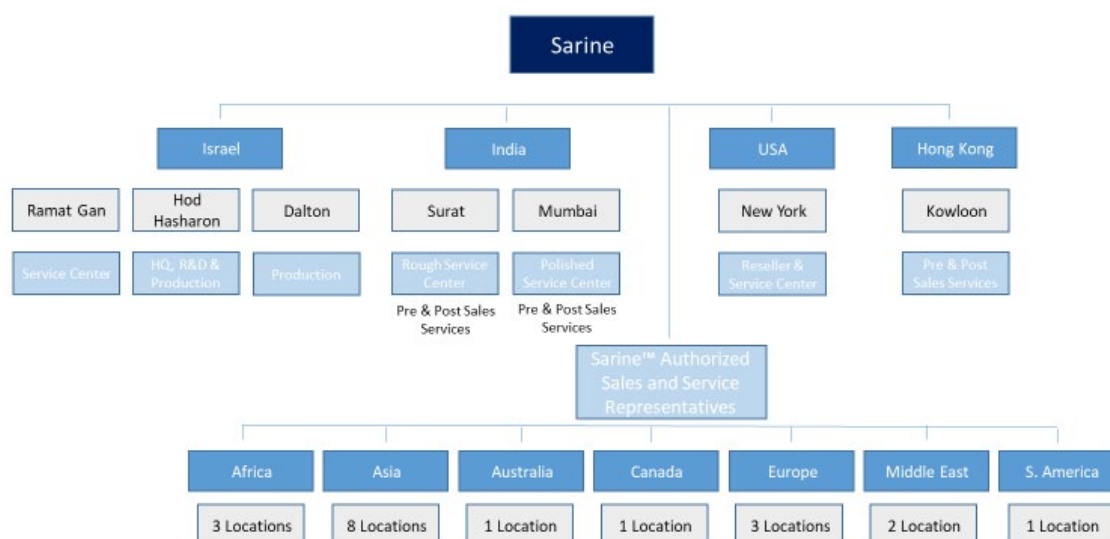 Sarine
Israel
India
USA
Hong Kong
Ramat Gan
Hod
Hasharon
Dalton
Surat
Mumbai
New York
Kowloon
Service Center
HQ, R&D &
Production
Production
Rough Service
Center
Polished
Service Center
Reseller &
Service Center
Pre & Post
Sales Services
Pre & Post Sales
Services
Pre & Post Sales
Services
Sarine™ Authorized
Sales and Service
Representatives
Africa
Asia
Australia
Canada
Europe
Middle East
S. America
3 Locations
8 Locations
1 Location
1 Location
3 Locations
2 Location
1 Location